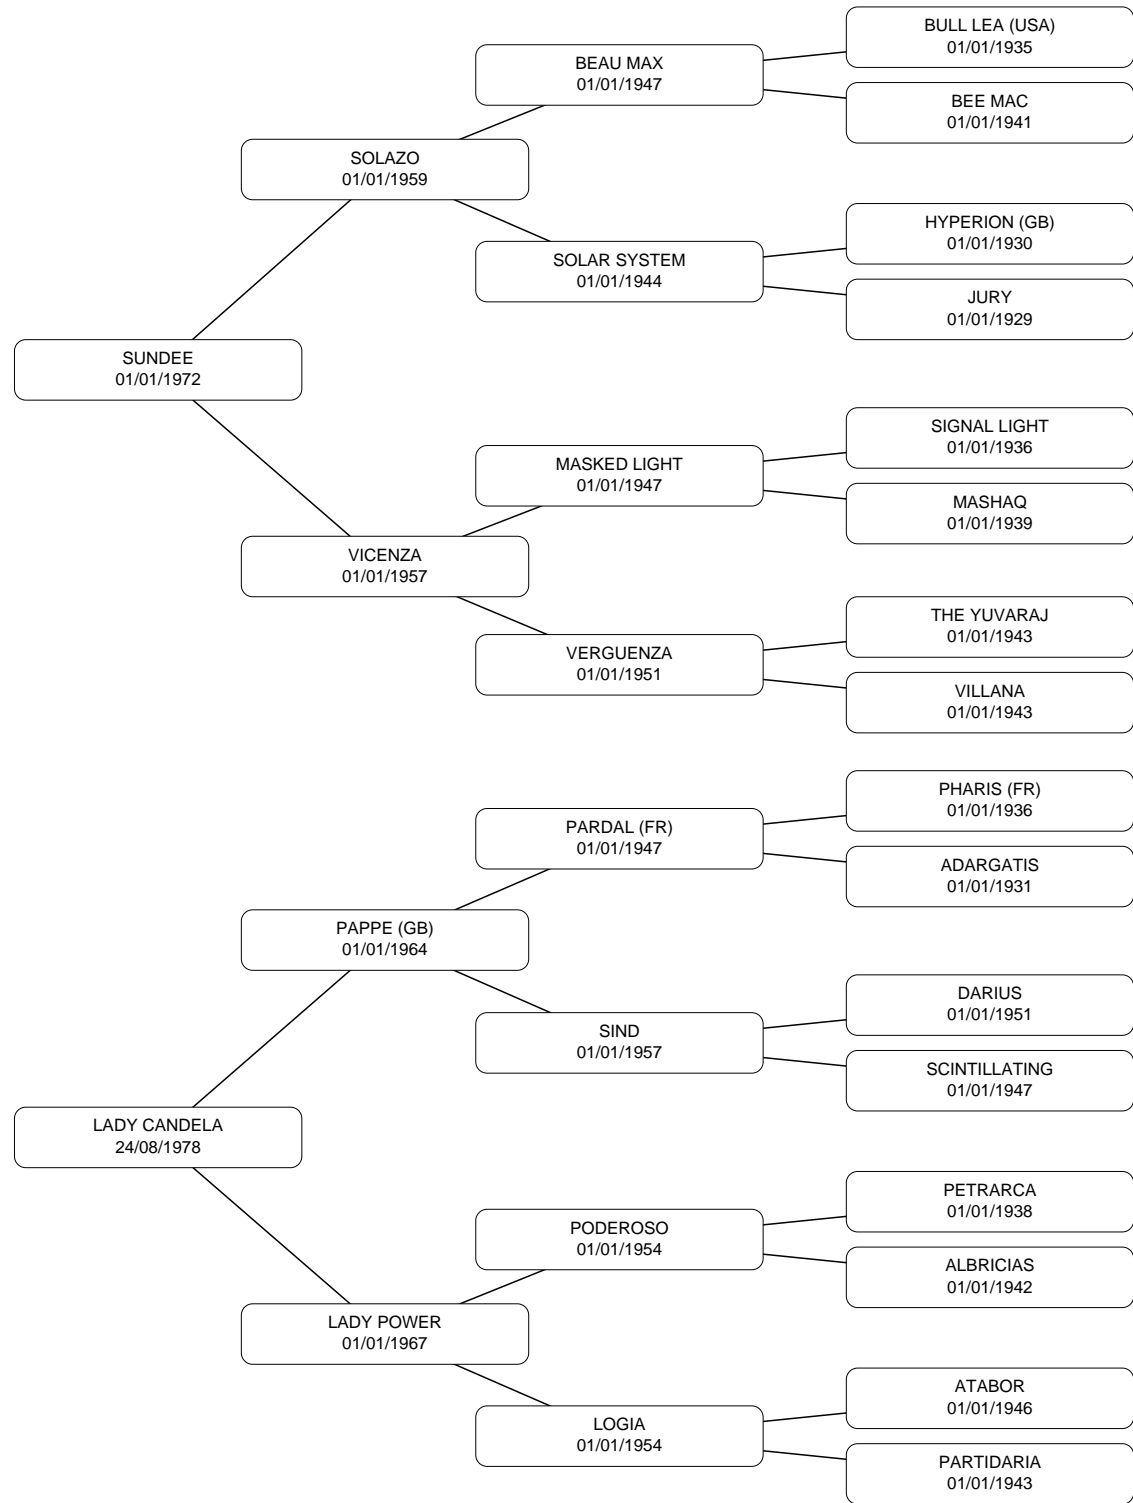 BULL LEA (USA)
01/01/1935
BEAU MAX
01/01/1947
BEE MAC
01/01/1941
SOLAZO
01/01/1959
HYPERION (GB)
01/01/1930
SOLAR SYSTEM
01/01/1944
JURY
01/01/1929
SUNDEE
01/01/1972
SIGNAL LIGHT
01/01/1936
MASKED LIGHT
01/01/1947
MASHAQ
01/01/1939
VICENZA
01/01/1957
THE YUVARAJ
01/01/1943
VERGUENZA
01/01/1951
VILLANA
01/01/1943
PHARIS (FR)
01/01/1936
PARDAL (FR)
01/01/1947
ADARGATIS
01/01/1931
PAPPE (GB)
01/01/1964
DARIUS
01/01/1951
SIND
01/01/1957
SCINTILLATING
01/01/1947
LADY CANDELA
24/08/1978
PETRARCA
01/01/1938
PODEROSO
01/01/1954
ALBRICIAS
01/01/1942
LADY POWER
01/01/1967
ATABOR
01/01/1946
LOGIA
01/01/1954
PARTIDARIA
01/01/1943